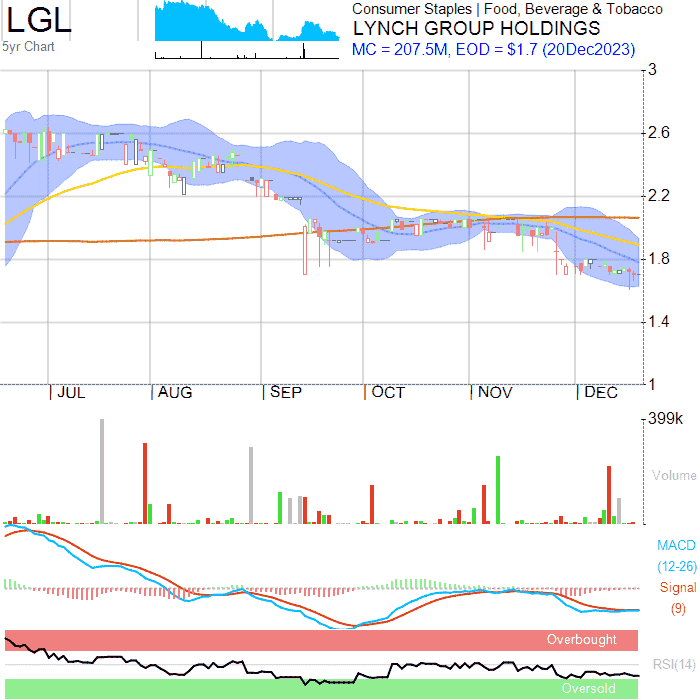 LGL
5yr Chart
Consumer Staples | Food, Beverage & Tobacco
LYNCH GROUP HOLDINGS
MC = 207.5M, EOD = $1.7 (20Dec2023)
3
2.6
2.2
1.8
1.4
1
JUL
AUG
SEP
OCT
NOV
DEC
399k
Volume
MACD
(12-26)
Signal
(9)
Overbought
RSI(14)
Oversold